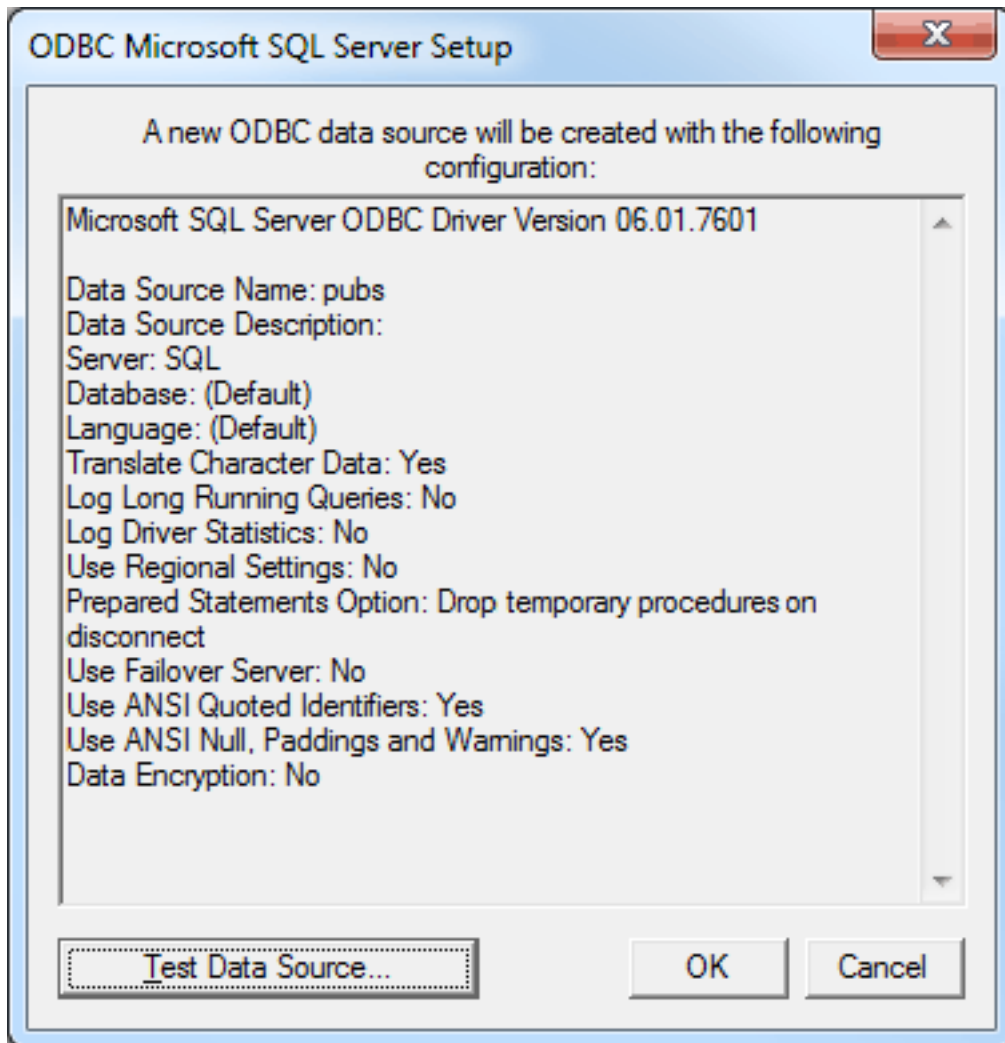 ODBC Microsoft SQL Server Setup
A new ODBC data source will be created with the following
configuration:
Microsoft SQL Server ODBC Driver Version 06.01.7601
Data Source Name: pubs
Data Source Description:
Server: SQL
Database: (Default)
Language: (Default)
Translate Character Data: Yes
Log Long Running Queries: No
Log Driver Statistics: No
Use Regional Settings: No
Prepared Statements Option: Drop temporary procedures on
disconnect
Use Failover Server: No
Use ANSI Quoted Identifiers: Yes
Use ANSI Null, Paddings and Warnings: Yes
Data Encryption: No
Test Data Source... OK Cancel